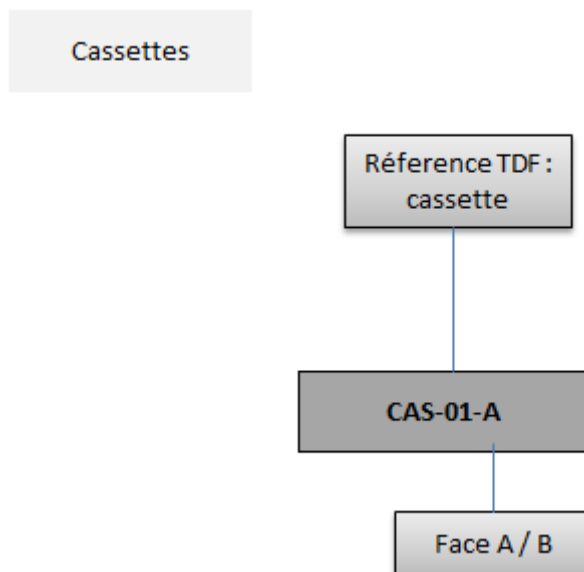 Cassettes
Réference TDF :
cassette
CAS-01-A
Face A / B